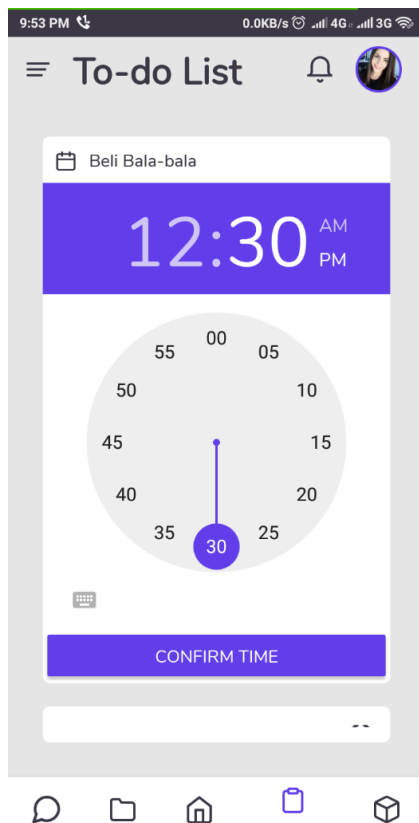 9:53 PM 0.0KB/s 4G 3G
To-do List
Beli Bala-bala
12:30 AM
PM
00
55 05
50 10
45 15
40 20
35 25
30
CONFIRM TIME